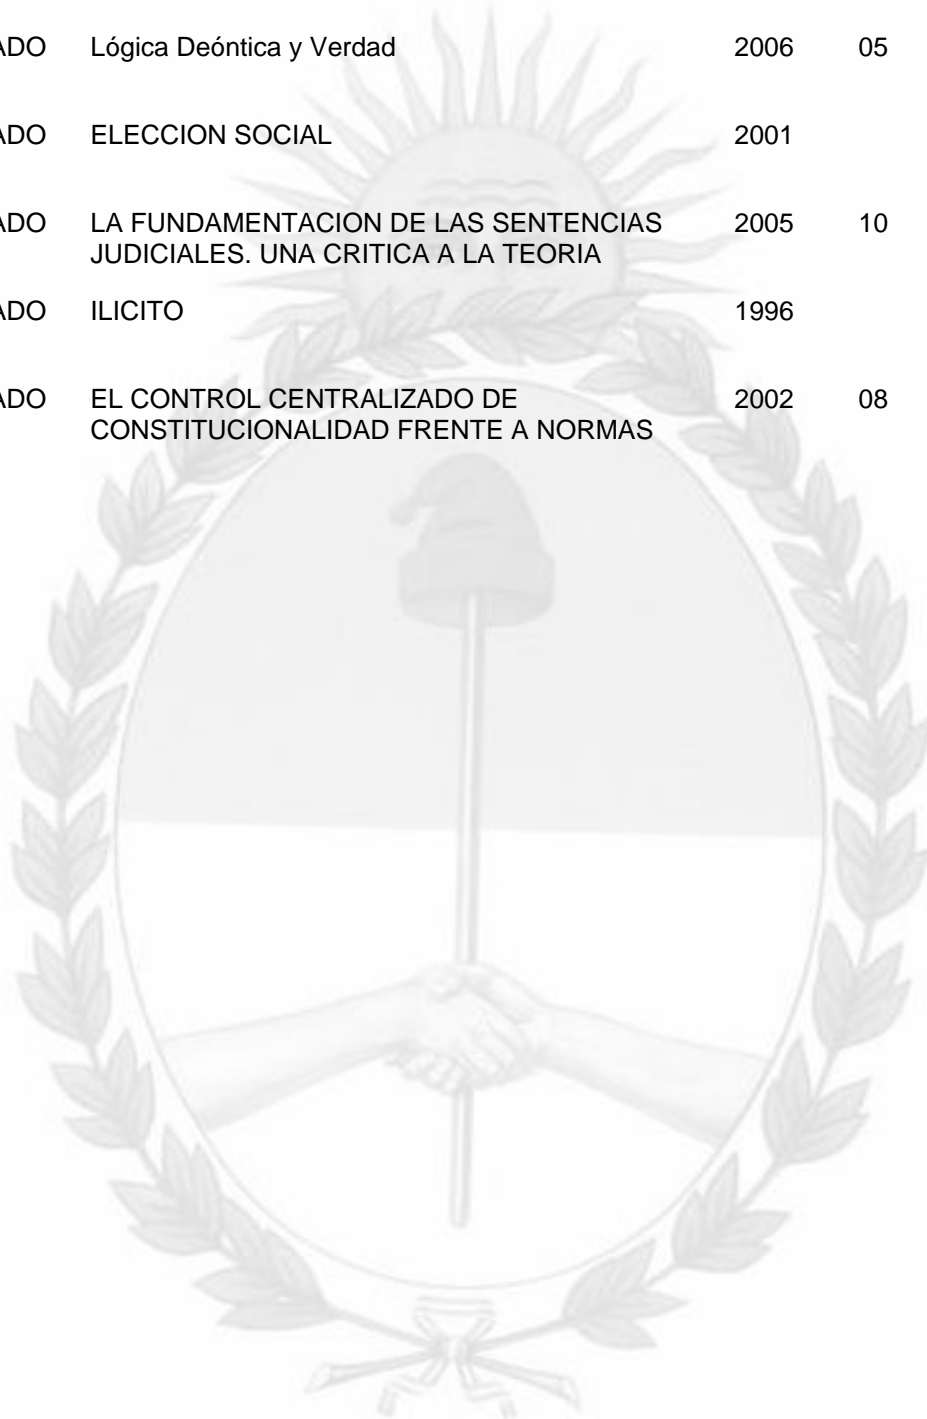 ADO Lógica Deóntica y Verdad 2006 05
ADO ELECCION SOCIAL 2001
ADO LA FUNDAMENTACION DE LAS SENTENCIAS 2005 10
JUDICIALES. UNA CRITICA A LA TEORIA
ADO ILICITO 1996
ADO EL CONTROL CENTRALIZADO DE 2002 08
CONSTITUCIONALIDAD FRENTE A NORMAS